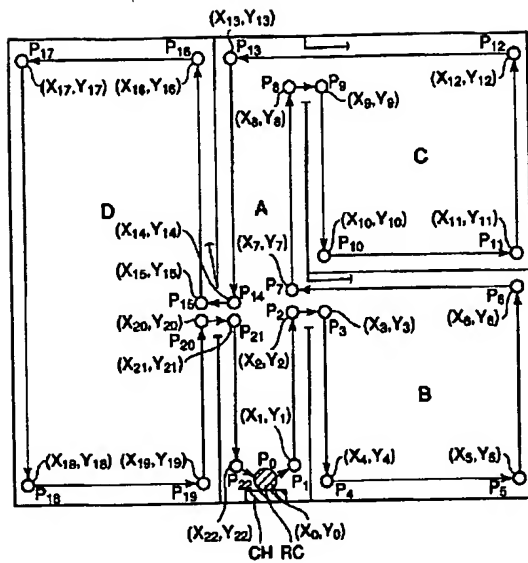 (X13,Y13)
P17
P16
P13
P12
(X17,Y17) (X16,Y16)
(X12,Y12)
P8
P9
(X8,Y8)
(X9,Y9)
C
D
A
(X14,Y14)
(X10,Y10)
(X11,Y11)
P10
P11
(X7,Y7)
(X15,Y15)
P7
P6
P15
P14
P2
P3
(X3,Y3)
(X6,Y6)
(X20,Y20)
P20
P21
(X2,Y2)
(X21,Y21)
B
(X1,Y1)
(X18,Y18) (X19,Y19)
P0
(X4,Y4)
(X5,Y5)
P18
P19
P22
P1
P4
P5
(X22,Y22)
(X0,Y0)
CH RC